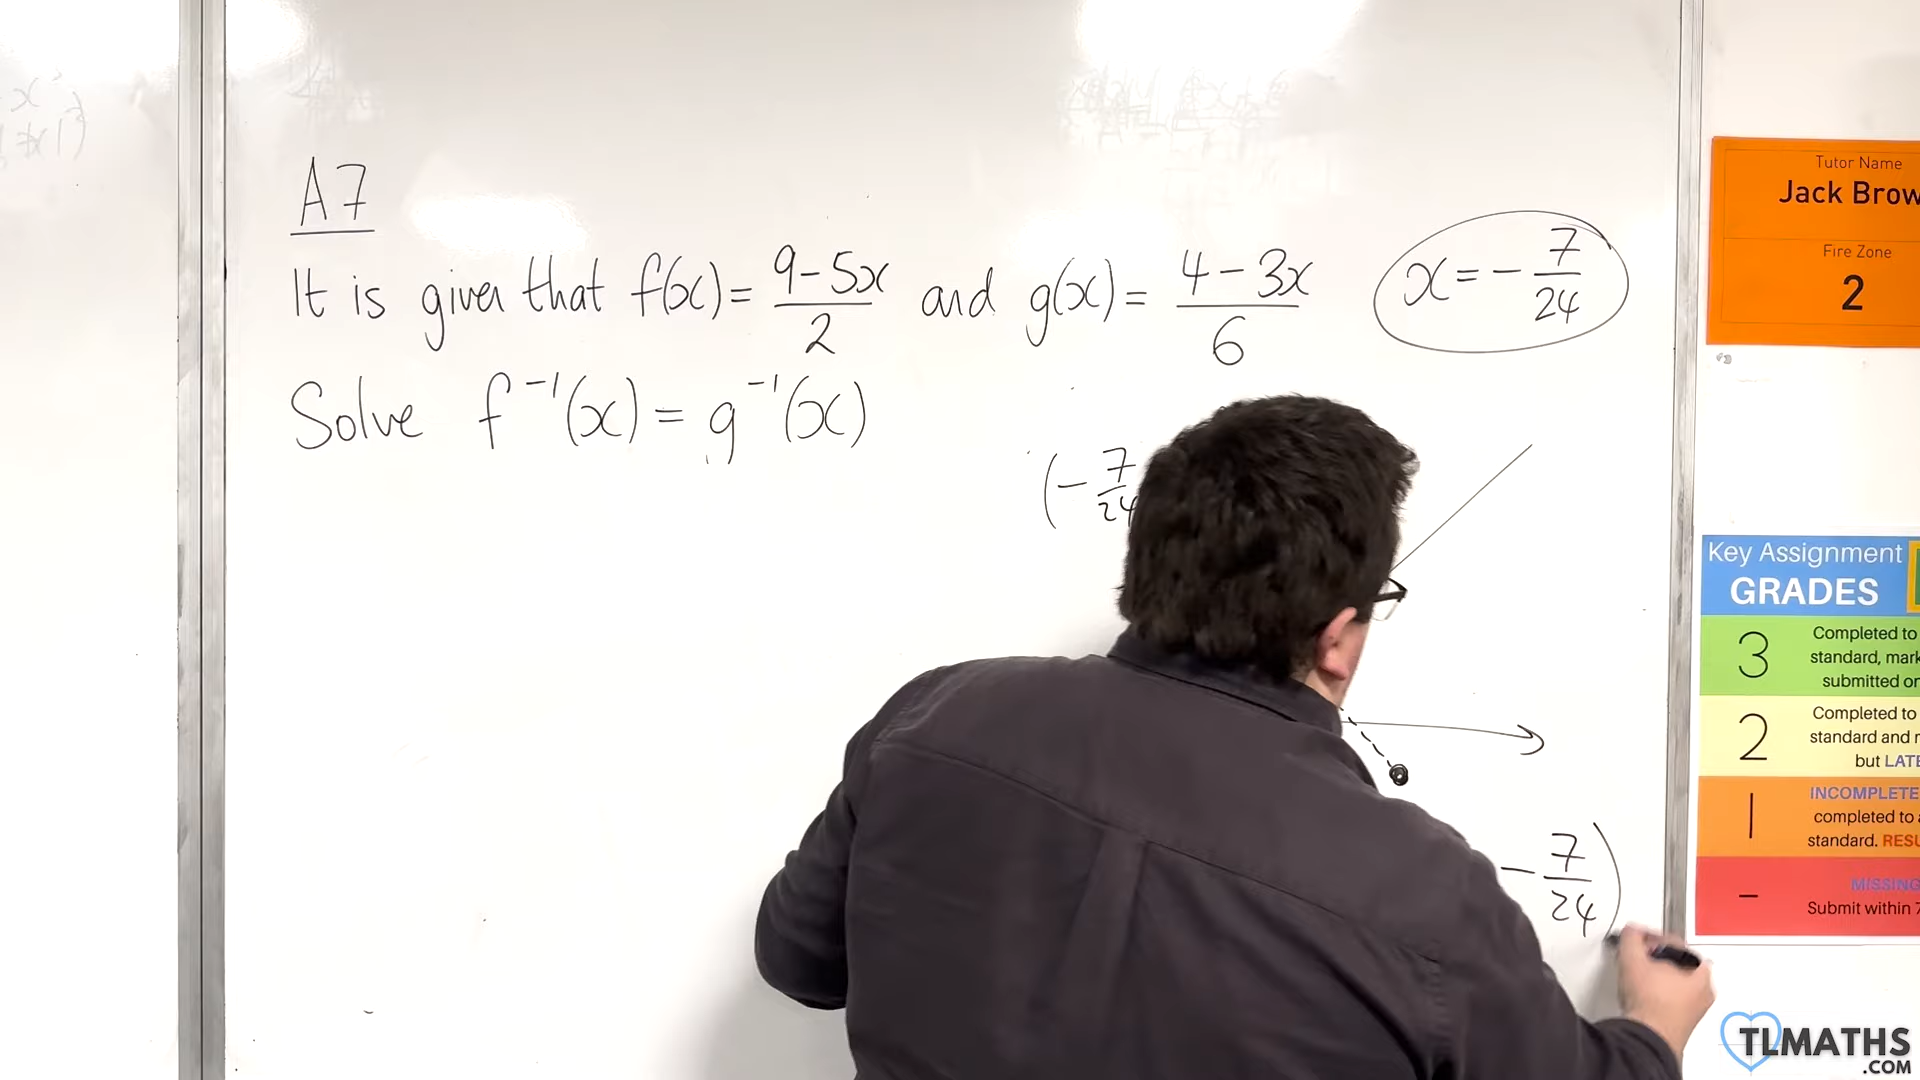 A7
It is given that f(x) = (9 - 5x)/2 and g(x) = (4 - 3x)/6
x = - 7/24
Solve f⁻¹(x) = g⁻¹(x)
(- 7/24
- 7/24)
Tutor Name
Jack Brow
Fire Zone
2
Key Assignment
GRADES
3 Completed to
standard, mark
submitted on
2 Completed to
standard and
but LATE
1 INCOMPLETE
completed to
standard. RESU
- MISSING
Submit within 7
TLMATHS
.COM